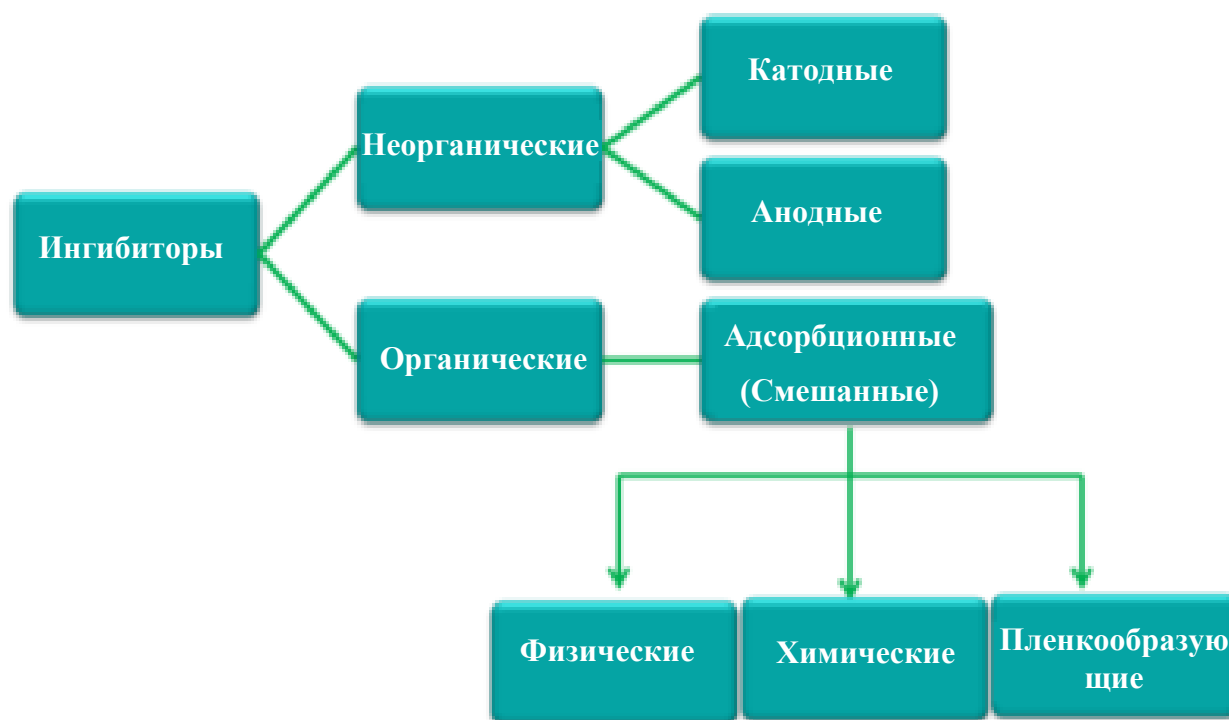 Катодные
Неорганические
Анодные
Ингибиторы
Органические
Адсорбционные
(Смешанные)
Физические
Химические
Пленкообразую
щие